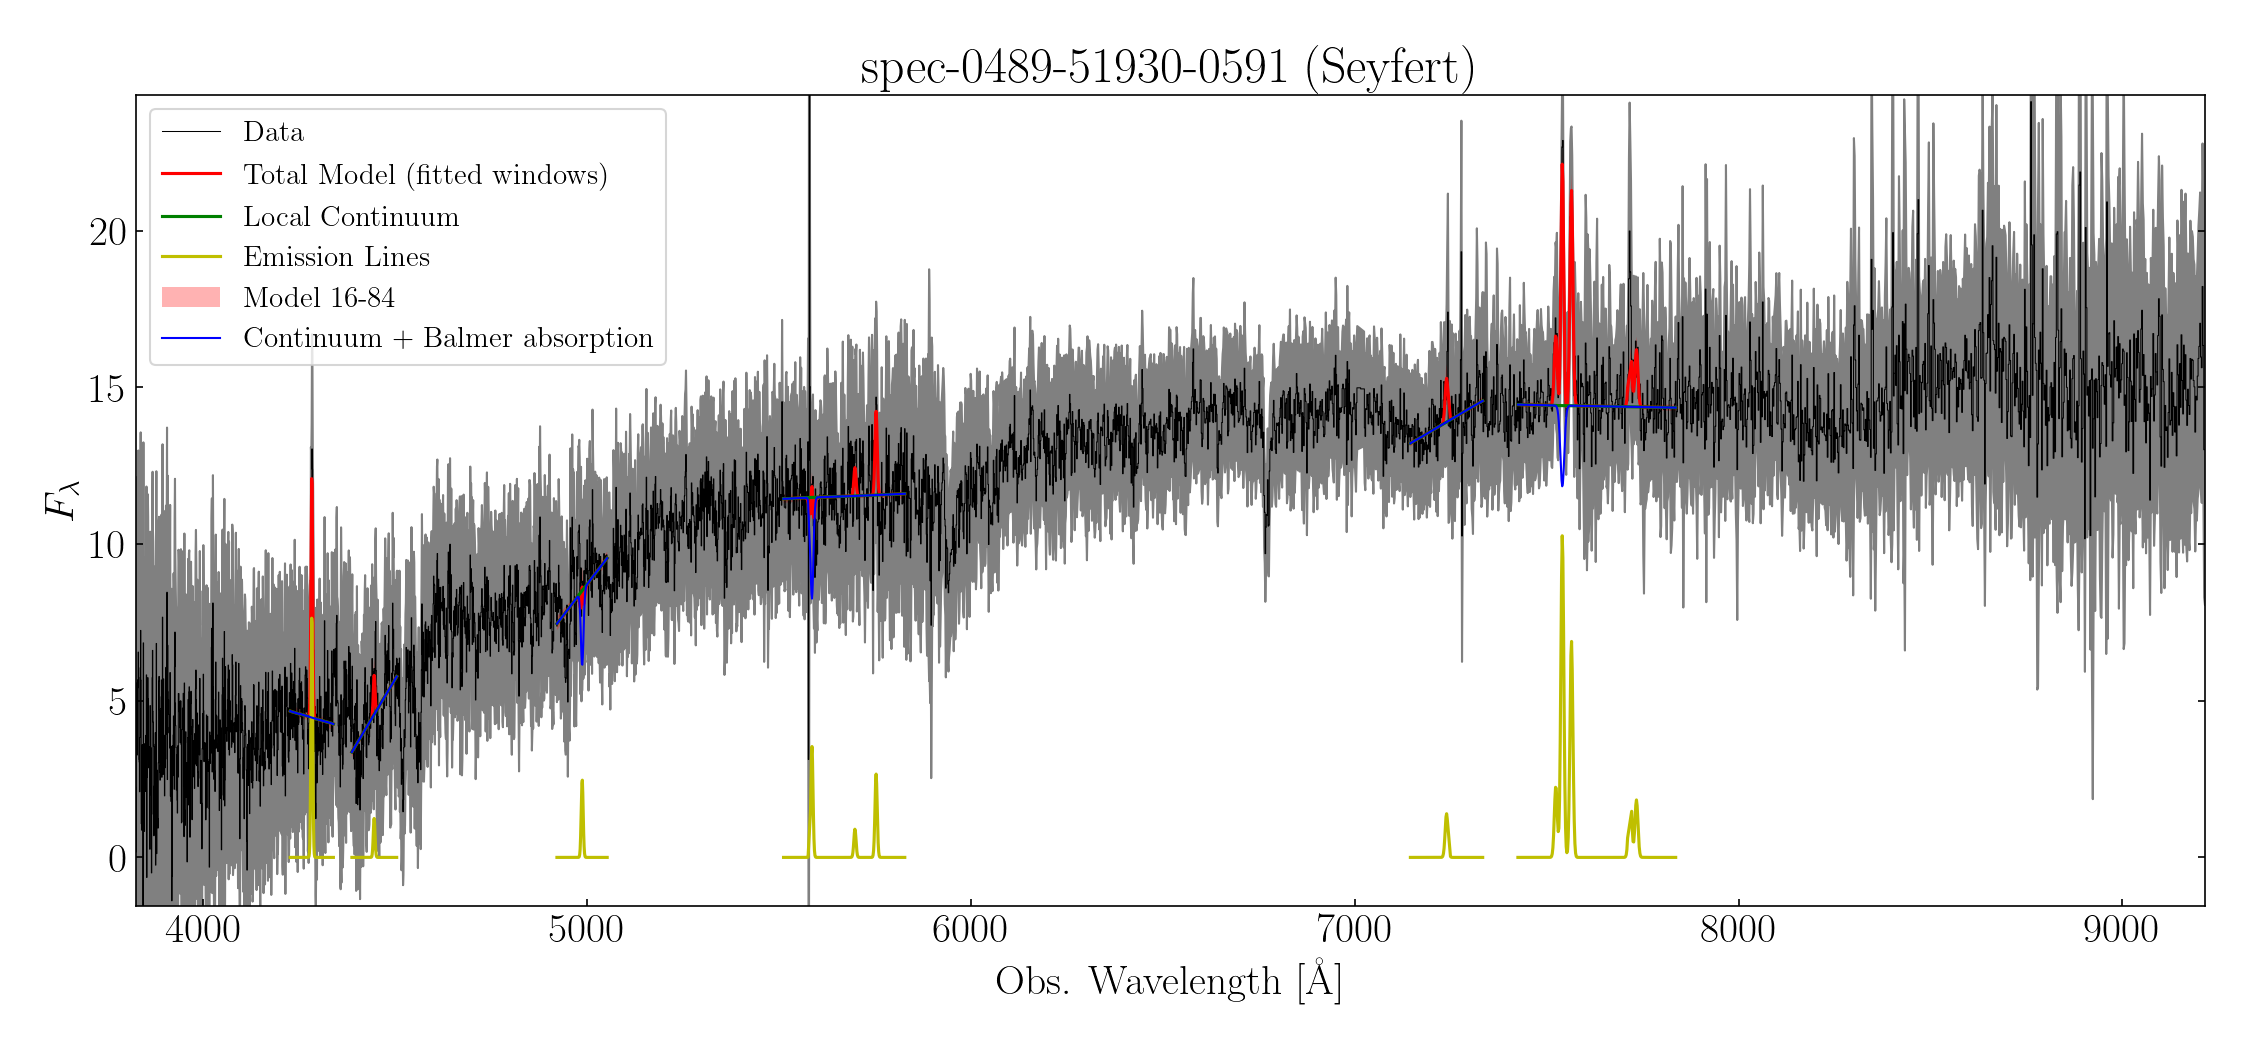 spec-0489-51930-0591 (Seyfert)
Data
Total Model (fitted windows)
Local Continuum
Emission Lines
Model 16-84
Continuum + Balmer absorption
20
15
10
5
0
F_λ
4000 5000 6000 7000 8000 9000
Obs. Wavelength [Å]